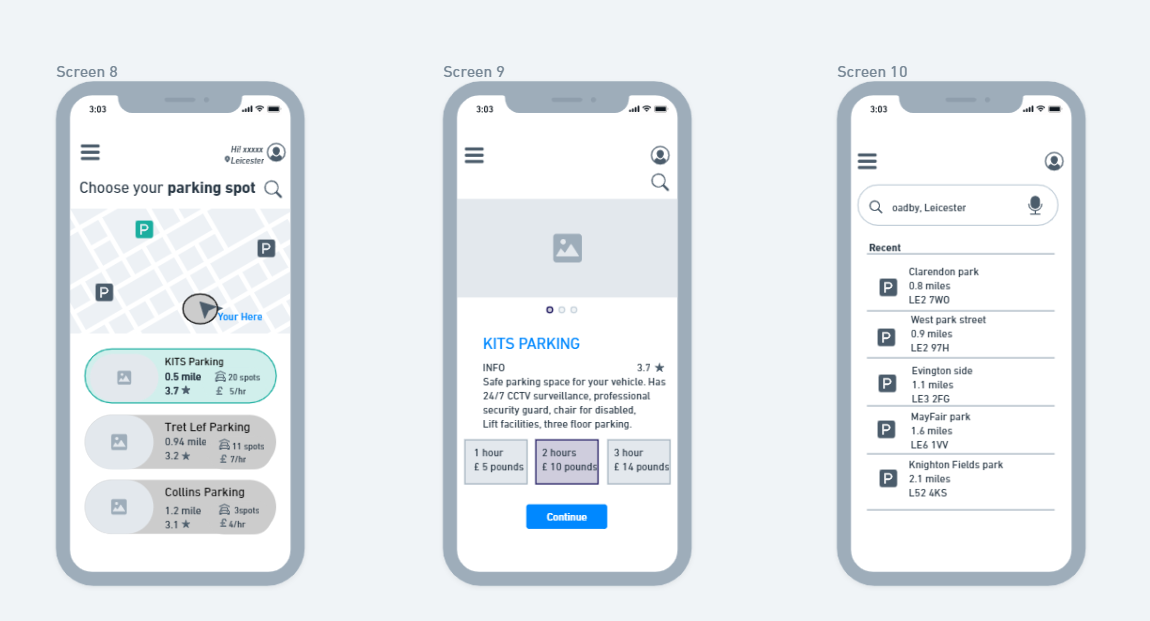 Screen 8
3:03
Hi! xxxxx
Leicester
Choose your parking spot
P
P
P
Your Here
KITS Parking
0.5 mile 20 spots
3.7 ★ £ 5/hr
Tret Lef Parking
0.94 mile 11 spots
3.2 ★ £ 7/hr
Collins Parking
1.2 mile 3spots
3.1 ★ £ 4/hr
Screen 9
3:03
KITS PARKING
INFO 3.7 ★
Safe parking space for your vehicle. Has
24/7 CCTV surveillance, professional
security guard, chair for disabled,
Lift facilities, three floor parking.
1 hour
£ 5 pounds
2 hours
£ 10 pounds
3 hour
£ 14 pounds
Continue
Screen 10
3:03
oadby, Leicester
Recent
P
Clarendon park
0.8 miles
LE2 7WO
P
West park street
0.9 miles
LE2 97H
P
Evington side
1.1 miles
LE3 2FG
P
MayFair park
1.6 miles
LE6 1VV
P
Knighton Fields park
2.1 miles
L52 4KS